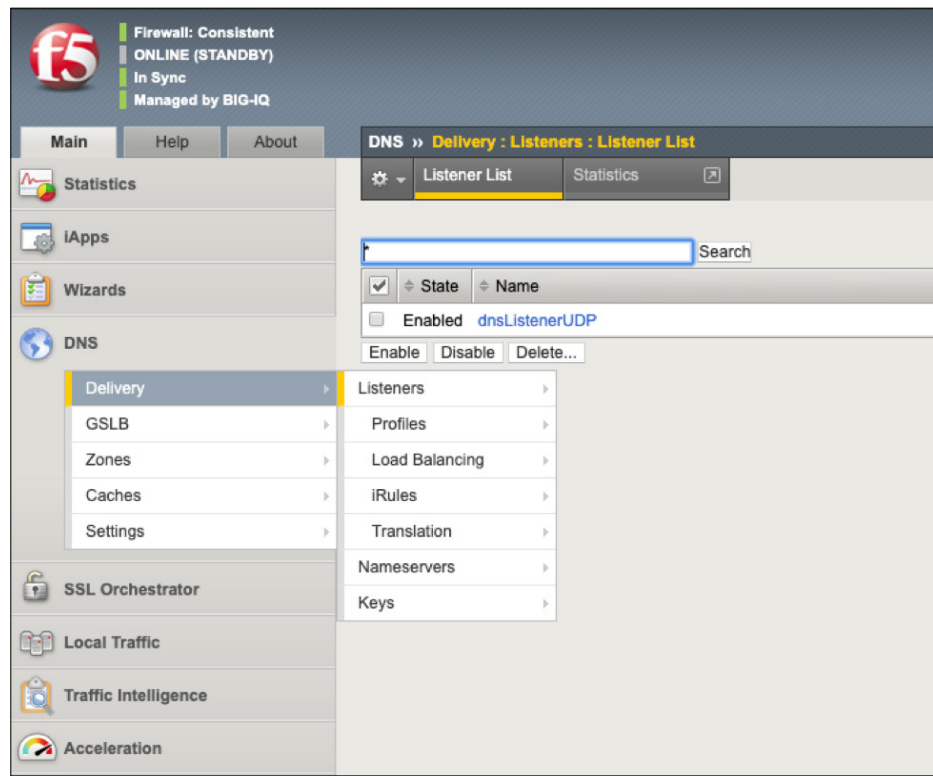 f5
Firewall: Consistent
ONLINE (STANDBY)
In Sync
Managed by BIG-IQ
Main Help About
DNS » Delivery : Listeners : Listener List
Listener List Statistics
Statistics
iApps
Wizards
DNS
* Search
State Name
Enabled dnsListenerUDP
Enable Disable Delete...
Delivery
GSLB
Zones
Caches
Settings
Listeners
Profiles
Load Balancing
iRules
Translation
Nameservers
Keys
SSL Orchestrator
Local Traffic
Traffic Intelligence
Acceleration